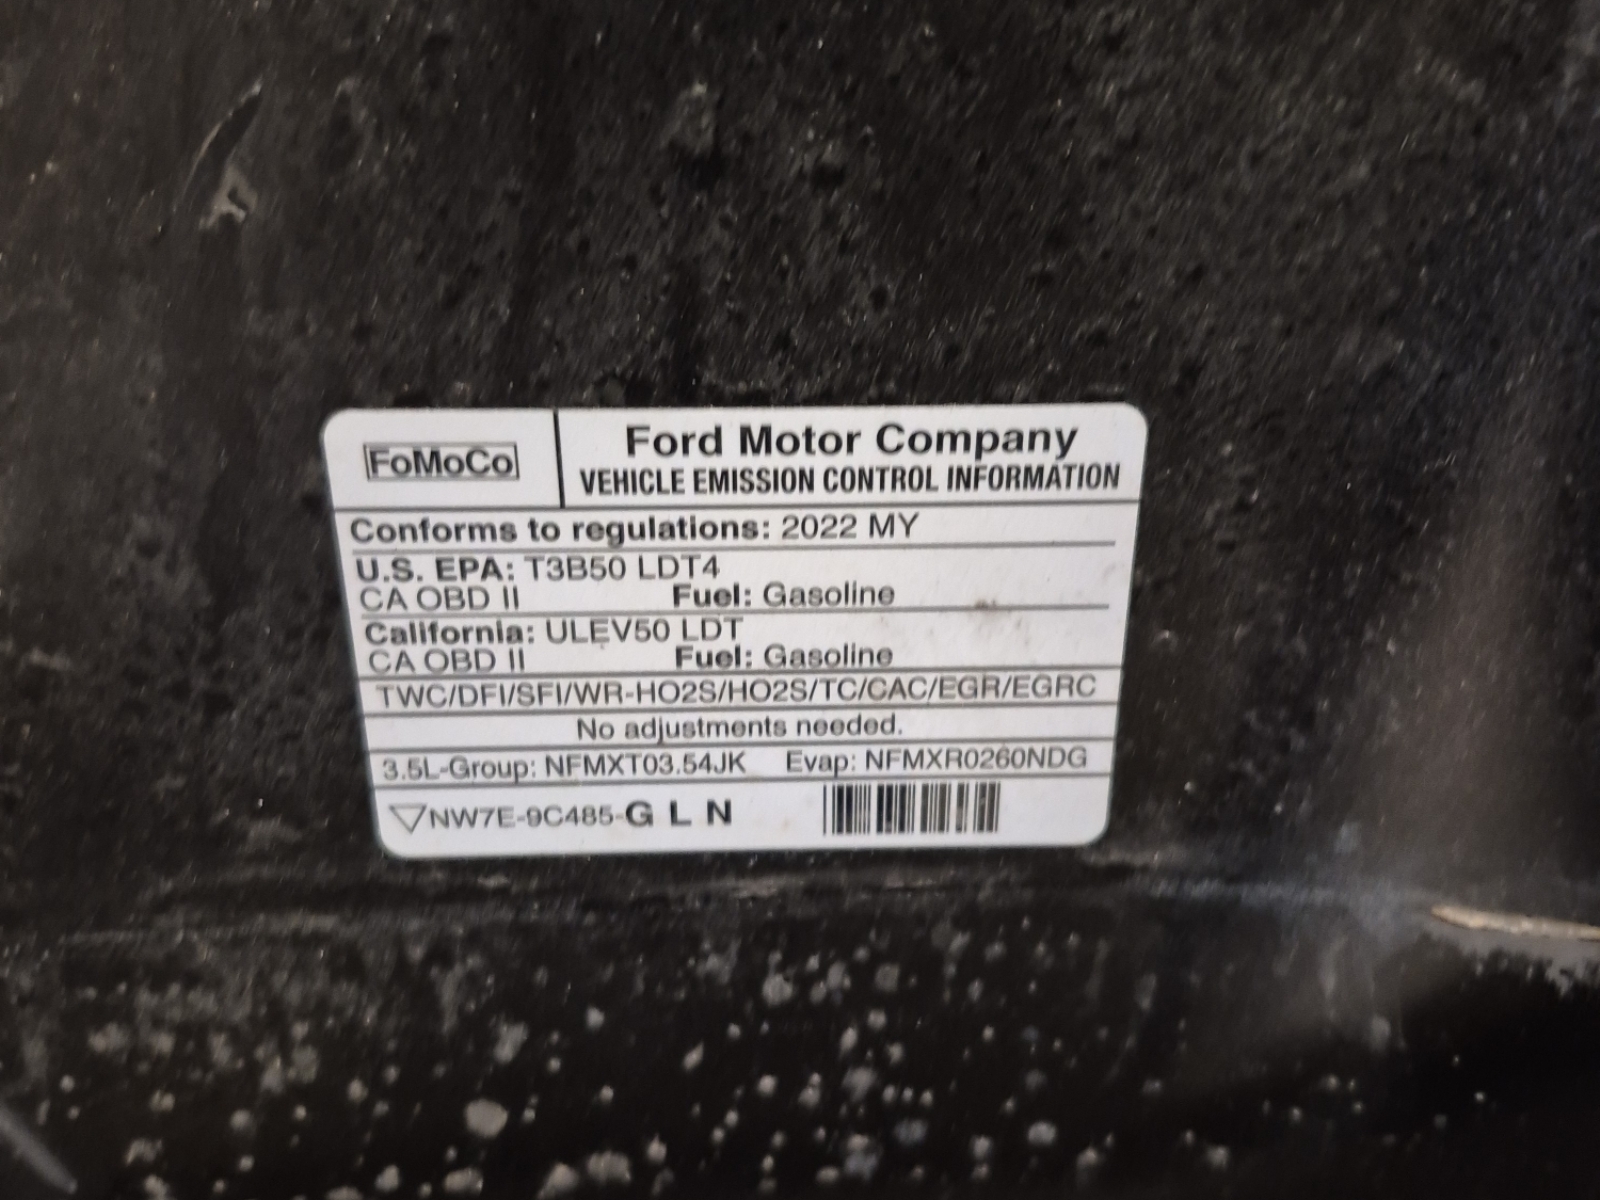 FoMoCo
Ford Motor Company
VEHICLE EMISSION CONTROL INFORMATION
Conforms to regulations: 2022 MY
U.S. EPA: T3B50 LDT4
CA OBD II Fuel: Gasoline
California: ULEV50 LDT
CA OBD II Fuel: Gasoline
TWC/DFI/SFI/WR-HO2S/HO2S/TC/CAC/EGR/EGRC
No adjustments needed.
3.5L-Group: NFMXT03.54JK Evap: NFMXR0260NDG
NW7E-9C485-G L N